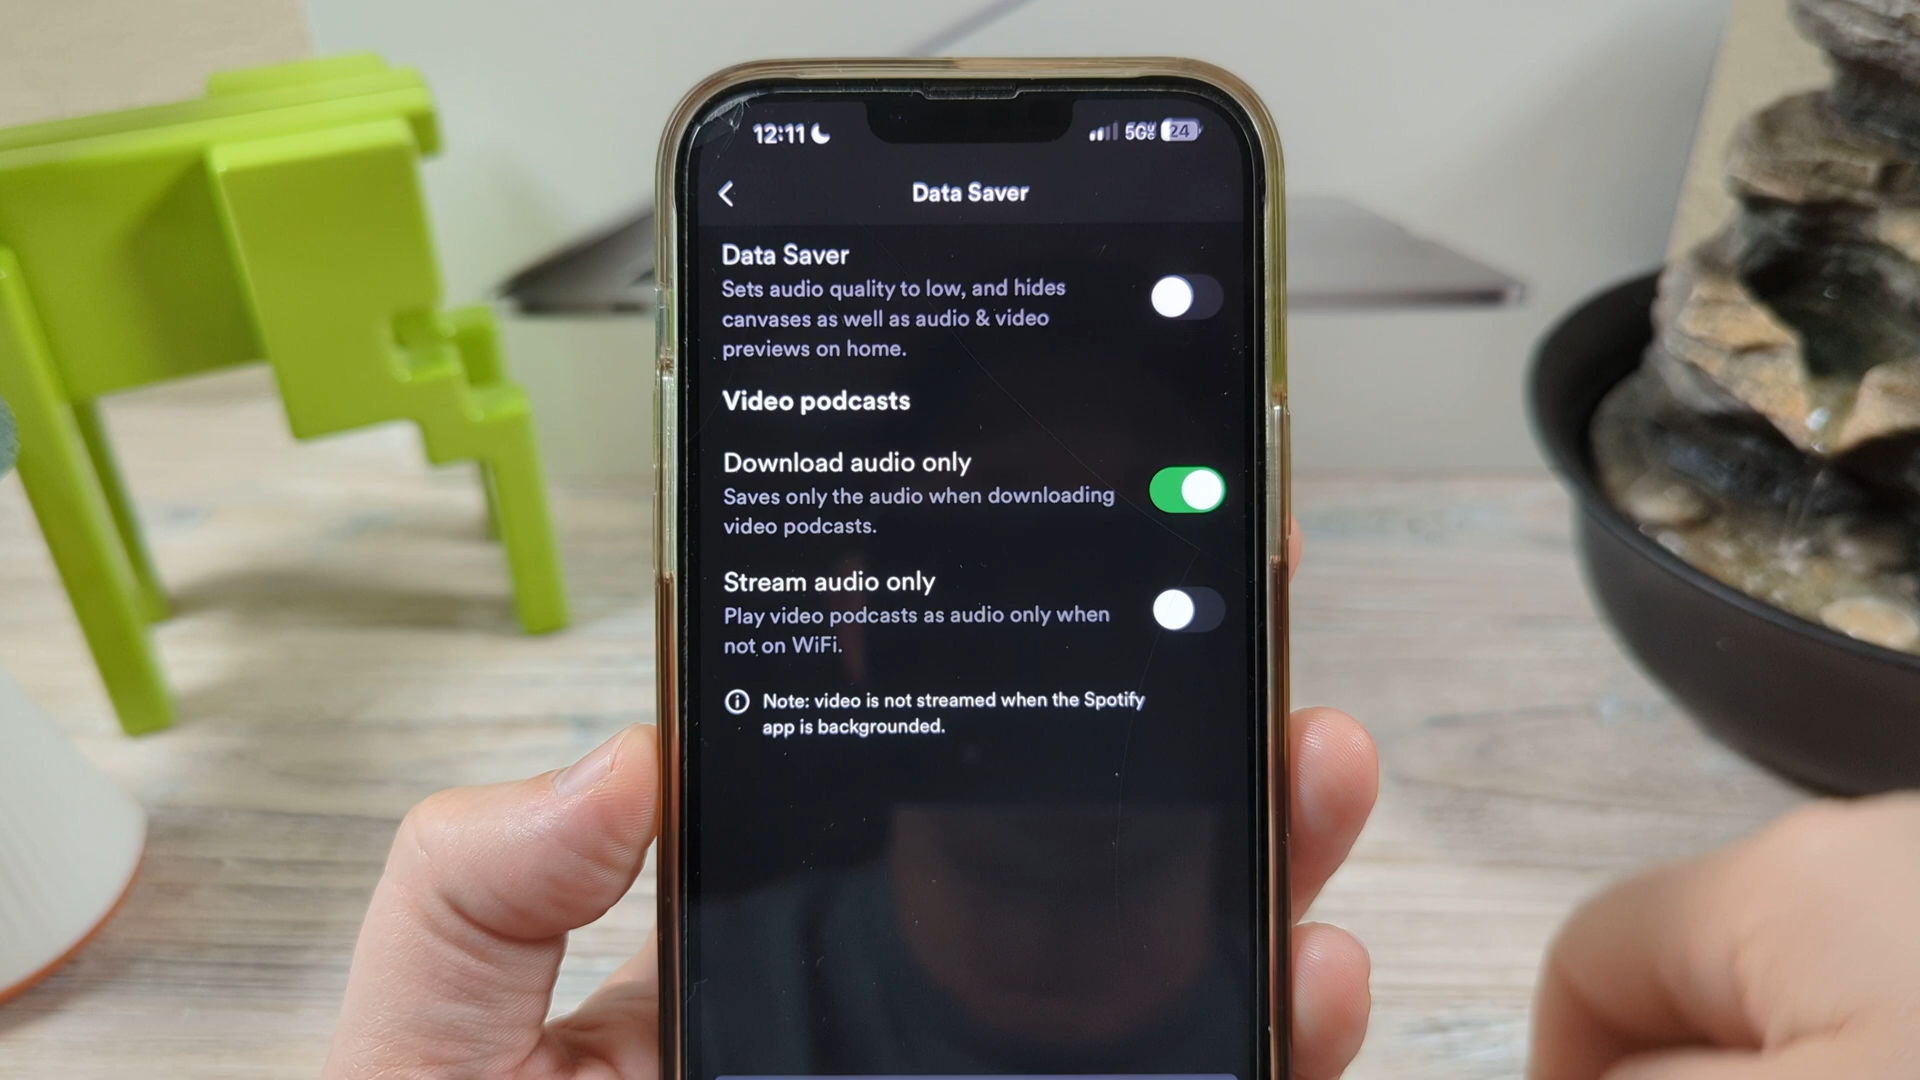 12:11
5G
24
Data Saver
Data Saver
Sets audio quality to low, and hides
canvases as well as audio & video
previews on home.
Video podcasts
Download audio only
Saves only the audio when downloading
video podcasts.
Stream audio only
Play video podcasts as audio only when
not on WiFi.
Note: video is not streamed when the Spotify
app is backgrounded.